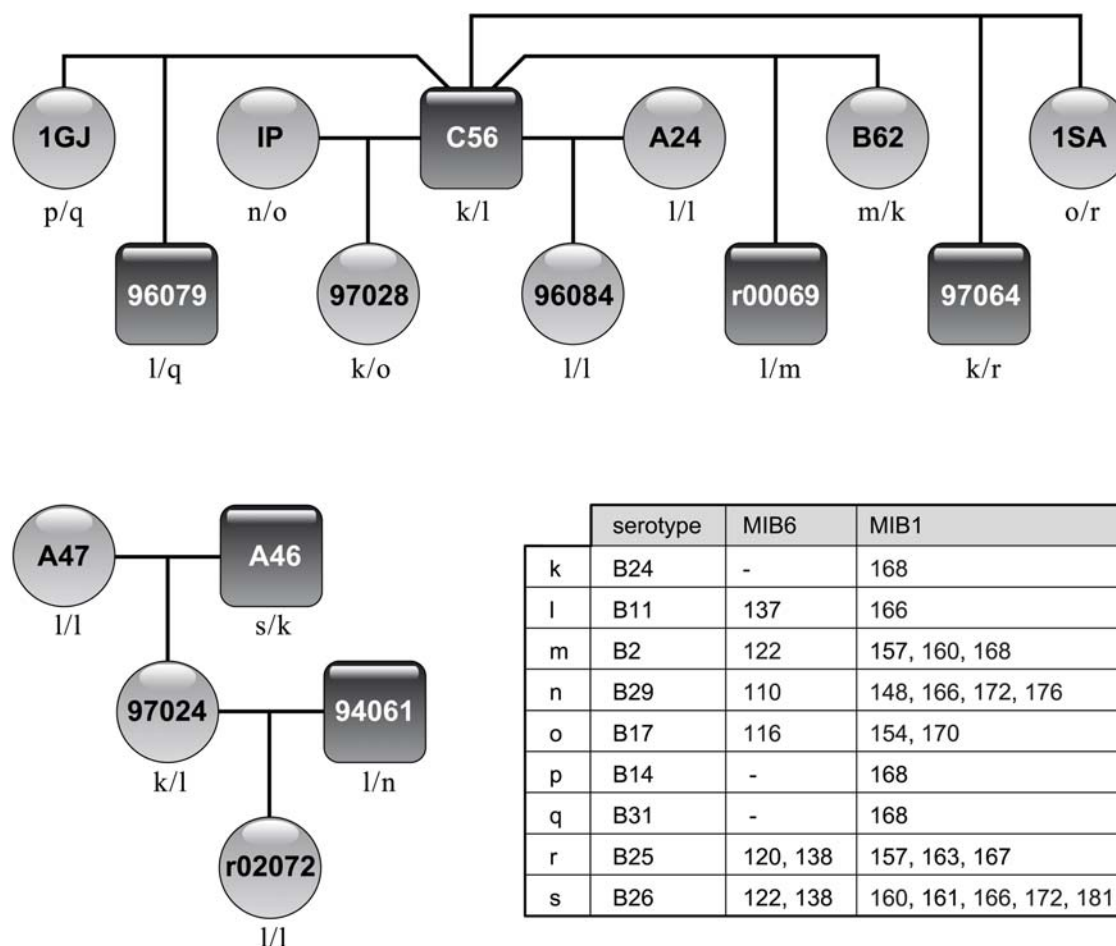 1GJ IP C56 A24 B62 1SA
p/q n/o k/l l/l m/k o/r
96079 97028 96084 r00069 97064
l/q k/o l/l l/m k/r
A47 A46
l/l s/k
97024 94061
k/l l/n
r02072
l/l
serotype MIB6 MIB1
k B24 - 168
l B11 137 166
m B2 122 157, 160, 168
n B29 110 148, 166, 172, 176
o B17 116 154, 170
p B14 - 168
q B31 - 168
r B25 120, 138 157, 163, 167
s B26 122, 138 160, 161, 166, 172, 181